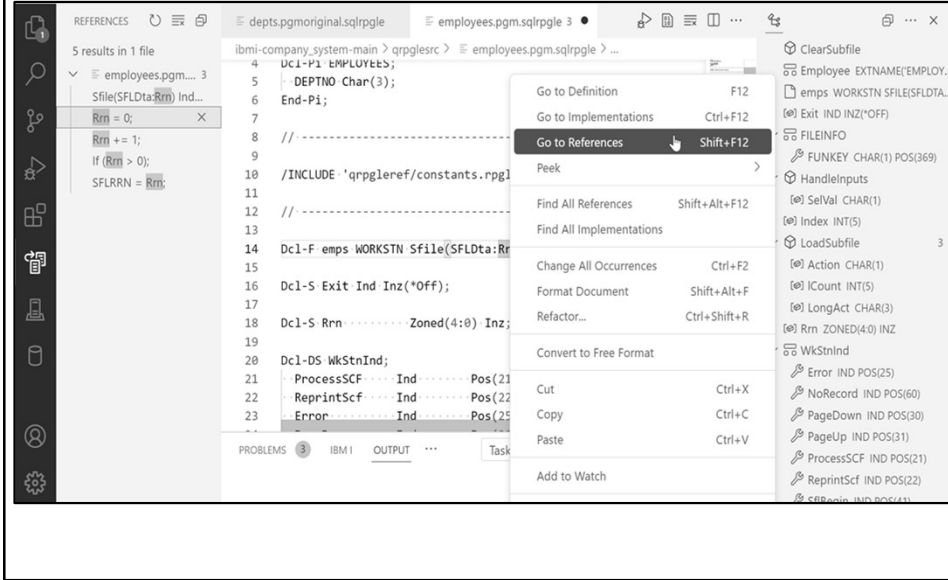 REFERENCES
5 results in 1 file
employees.pgm.... 3
Sfile(SFLDta:Rrn) Ind...
Rrn = 0;
Rrn += 1;
If (Rrn > 0);
SFLRRN = Rrn;
1
depts.pgmoriginal.sqlrpgle
employees.pgm.sqlrpgle 3
ibmi-company_system-main > qrpglesrc > employees.pgm.sqlrpgle > ...
4 Dcl-Pi EMPLOYEES;
5 DEPTNO Char(3);
6 End-Pi;
7
8 // ---------------------
9
10 /INCLUDE 'qrpgleref/constants.rpgl
11
12 // ---------------------
13
14 Dcl-F emps WORKSTN Sfile(SFLDta:Rr
15
16 Dcl-S Exit Ind Inz(*Off);
17
18 Dcl-S Rrn Zoned(4:0) Inz;
19
20 Dcl-DS WkStnInd;
21 ProcessSCF Ind Pos(21
22 ReprintScf Ind Pos(22
23 Error Ind Pos(25
PROBLEMS 3 IBM I OUTPUT ... Task
Go to Definition F12
Go to Implementations Ctrl+F12
Go to References Shift+F12
Peek
Find All References Shift+Alt+F12
Find All Implementations
Change All Occurrences Ctrl+F2
Format Document Shift+Alt+F
Refactor... Ctrl+Shift+R
Convert to Free Format
Cut Ctrl+X
Copy Ctrl+C
Paste Ctrl+V
Add to Watch
ClearSubfile
Employee EXTNAME('EMPLOY...
emps WORKSTN SFILE(SFLDTA...
Exit IND INZ(*OFF)
FILEINFO
FUNKEY CHAR(1) POS(369)
HandleInputs
SelVal CHAR(1)
Index INT(5)
LoadSubfile 3
Action CHAR(1)
lCount INT(5)
LongAct CHAR(3)
Rrn ZONED(4:0) INZ
WkStnInd
Error IND POS(25)
NoRecord IND POS(60)
PageDown IND POS(30)
PageUp IND POS(31)
ProcessSCF IND POS(21)
ReprintScf IND POS(22)
SflBegin IND POS(41)